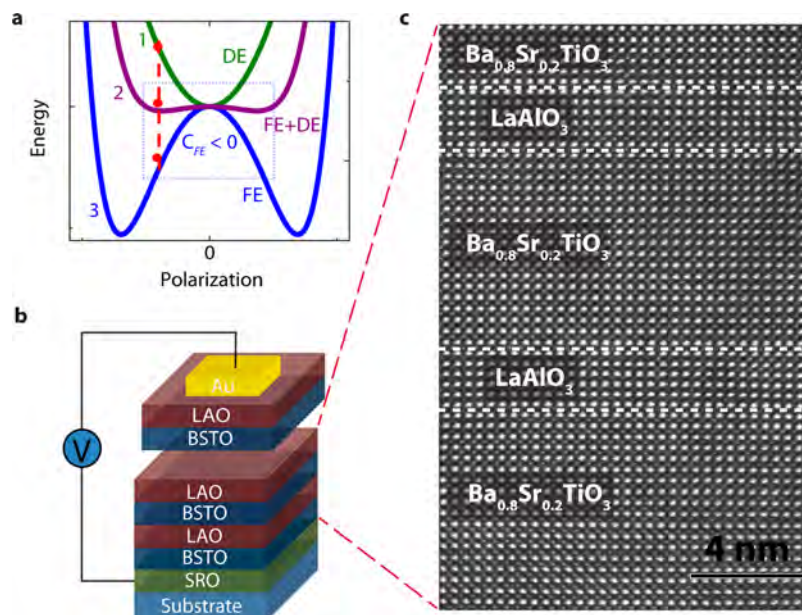 a
1
DE
2
FE+DE
C_FE < 0
3
FE
Energy
0
Polarization
b
Au
LAO
BSTO
V
LAO
BSTO
LAO
BSTO
SRO
Substrate
c
Ba₀.₈Sr₀.₂TiO₃
LaAlO₃
Ba₀.₈Sr₀.₂TiO₃
LaAlO₃
Ba₀.₈Sr₀.₂TiO₃
4 nm